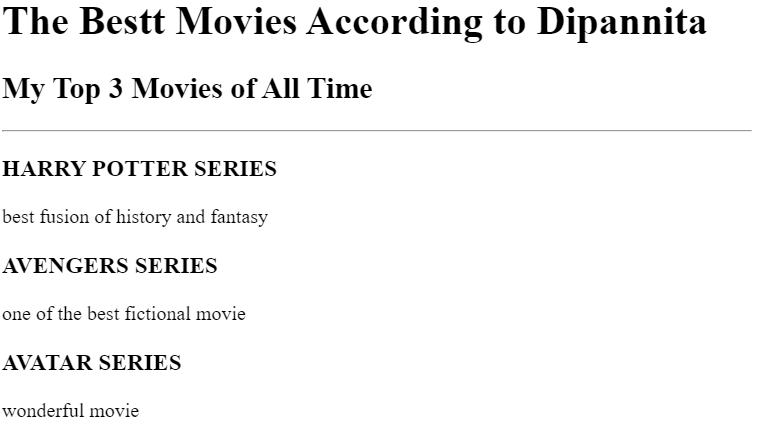 The Bestt Movies According to Dipannita
My Top 3 Movies of All Time
HARRY POTTER SERIES
best fusion of history and fantasy
AVENGERS SERIES
one of the best fictional movie
AVATAR SERIES
wonderful movie